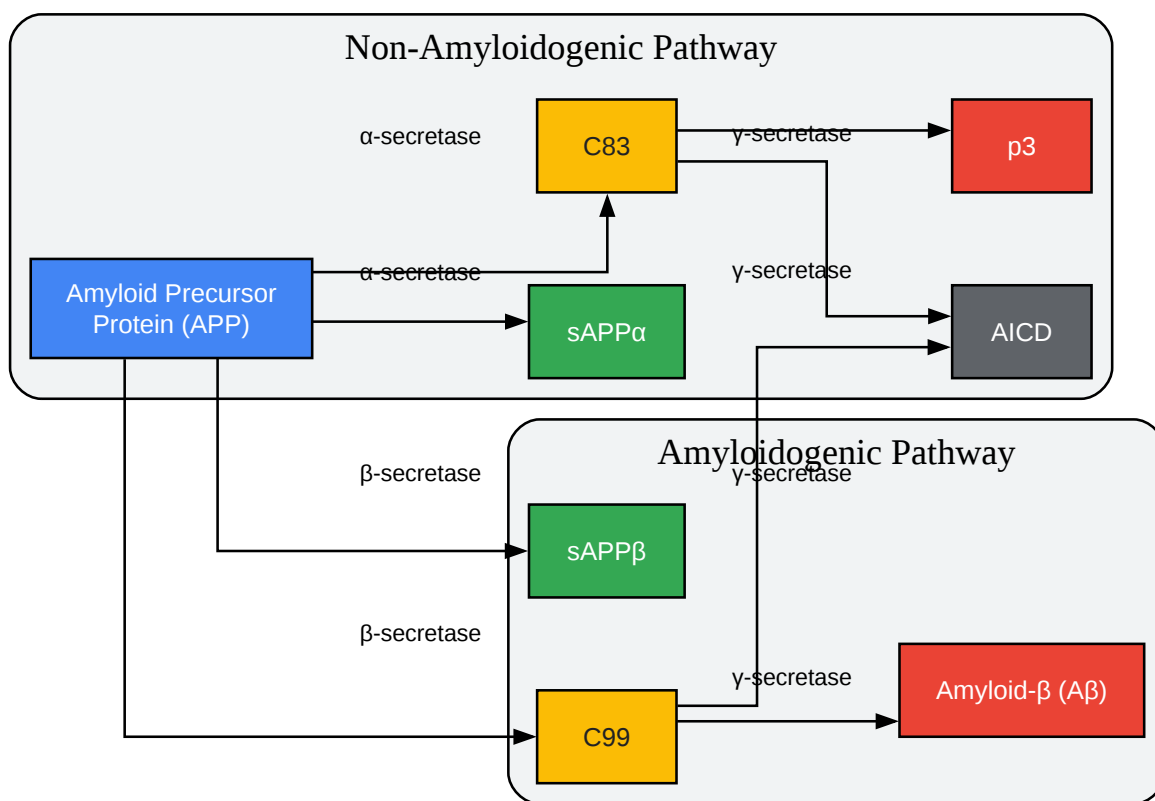 Non-Amyloidogenic Pathway
α-secretase
C83
γ-secretase
p3
Amyloid Precursor
Protein (APP)
α-secretase
sAPPα
γ-secretase
AICD
Amyloidogenic Pathway
β-secretase
γ-secretase
sAPPβ
β-secretase
C99
γ-secretase
Amyloid-β (Aβ)